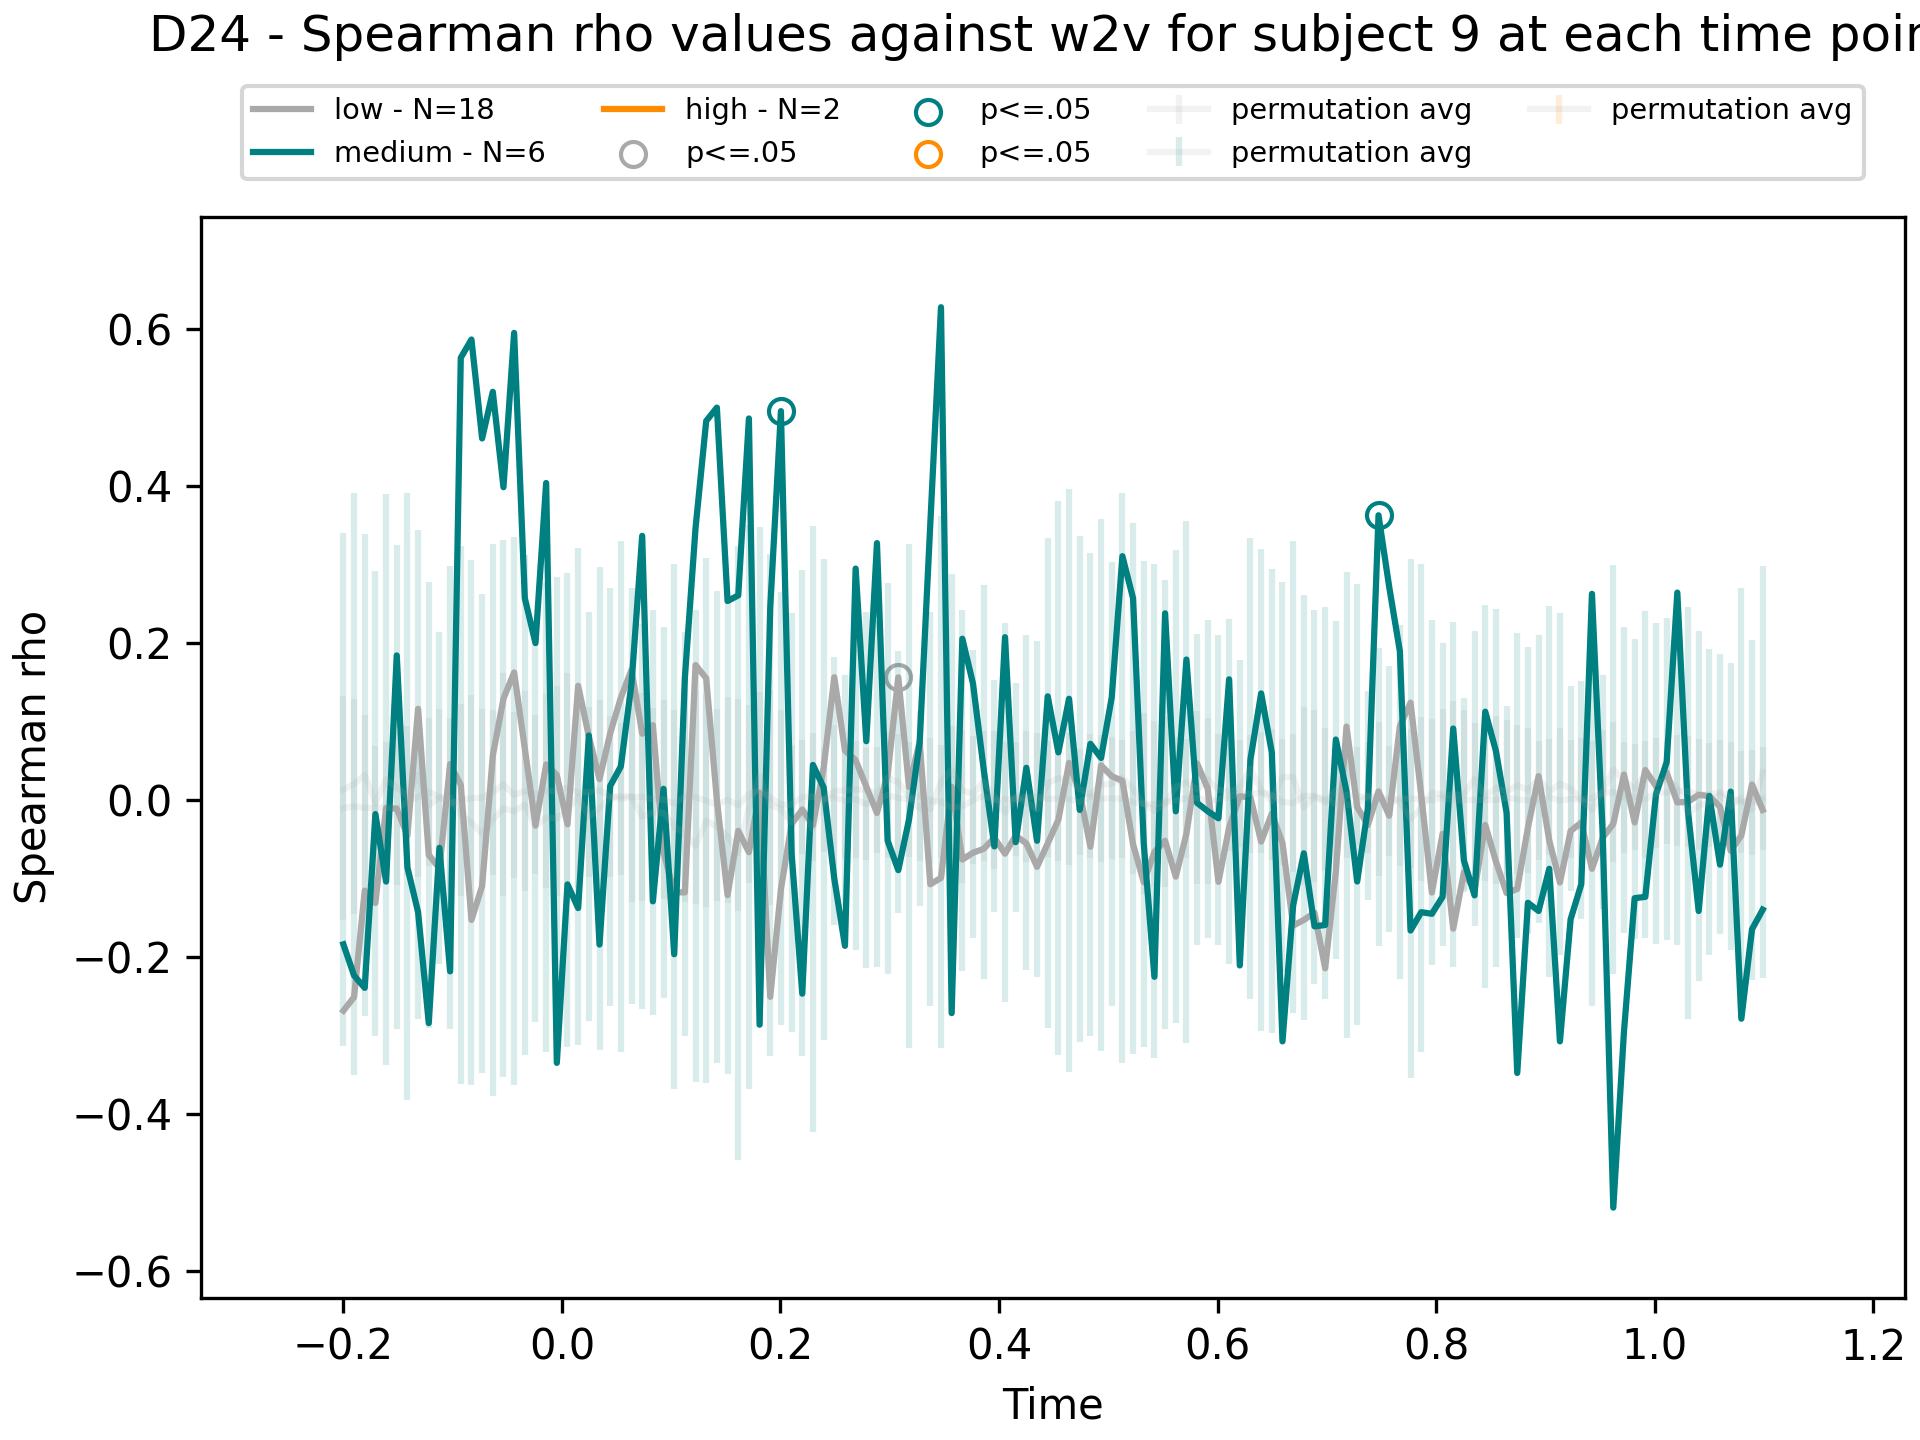 D24 - Spearman rho values against w2v for subject 9 at each time poin
low - N=18
medium - N=6
high - N=2
p<=.05
p<=.05
p<=.05
permutation avg
permutation avg
permutation avg
Spearman rho
0.6
0.4
0.2
0.0
−0.2
−0.4
−0.6
−0.2 0.0 0.2 0.4 0.6 0.8 1.0 1.2
Time